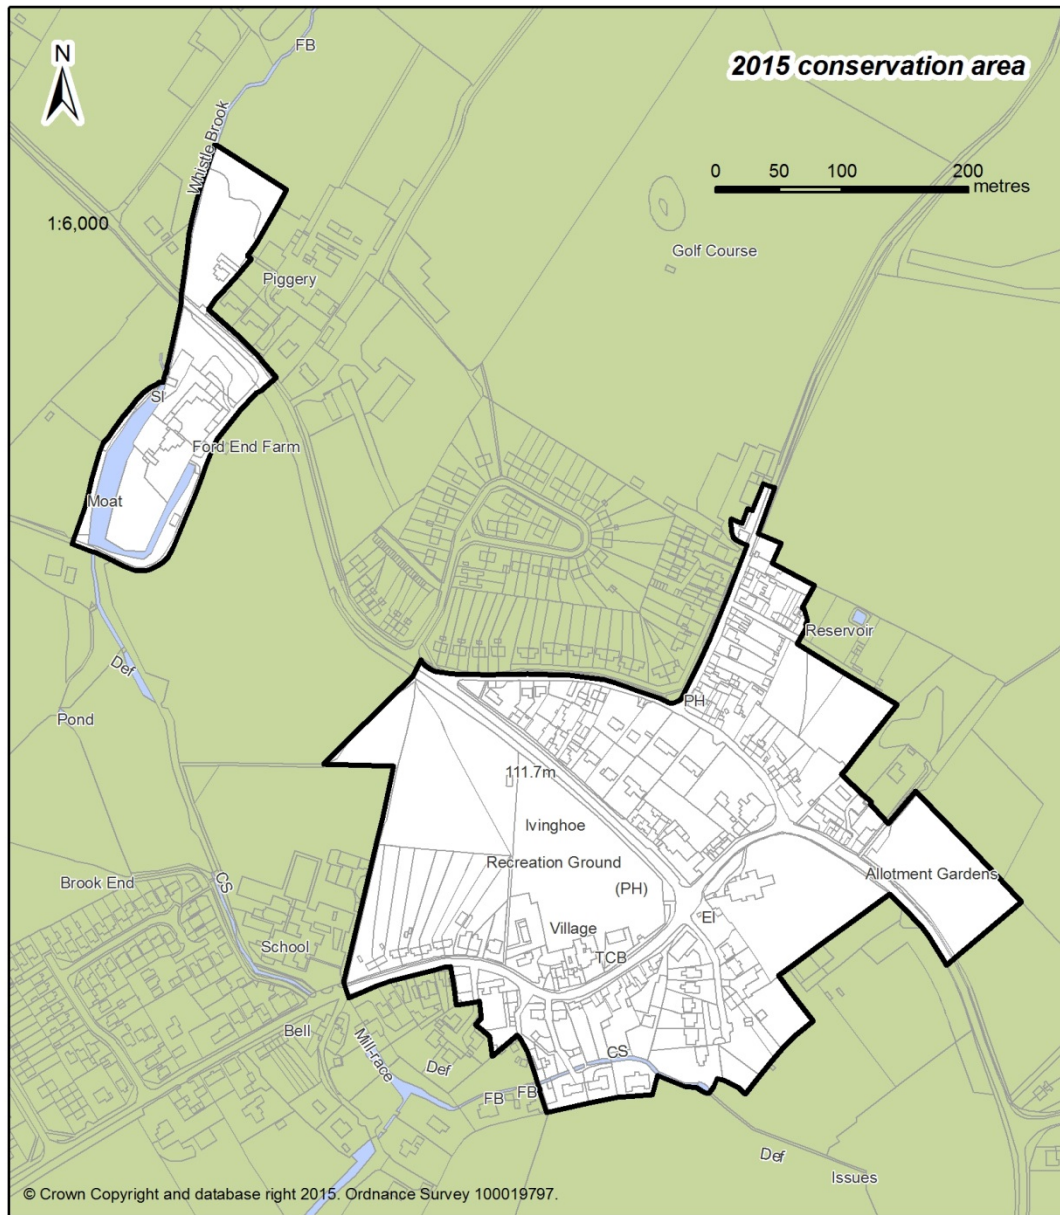 FB
N
2015 conservation area
Whistle Brook
0 50 100 200
metres
1:6,000
Golf Course
Piggery
SI
Ford End Farm
Moat
Reservoir
Def
PH
Pond
111.7m
Ivinghoe
Recreation Ground
(PH)
Allotment Gardens
Brook End
CS
El
Village
School
TCB
Bell
Mill-race
CS
Def
FB
FB
Def
Issues
© Crown Copyright and database right 2015. Ordnance Survey 100019797.